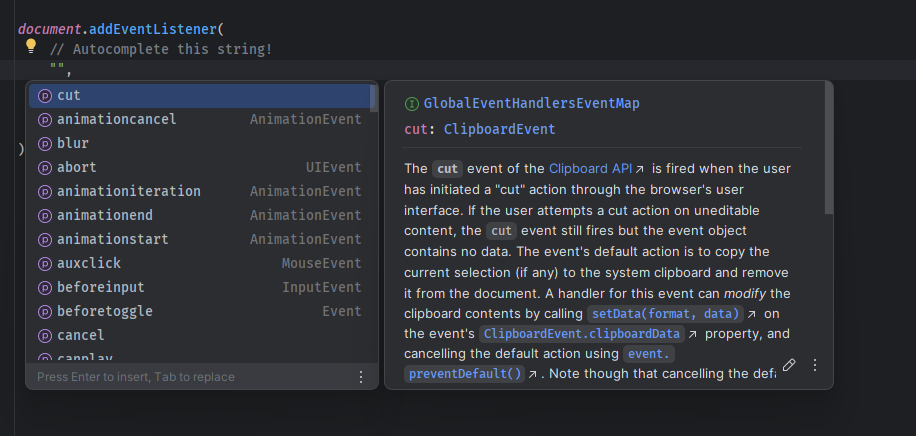 document.addEventListener(
// Autocomplete this string!
"",
)
cut
animationcancel AnimationEvent
blur
abort UIEvent
animationiteration AnimationEvent
animationend AnimationEvent
animationstart AnimationEvent
auxclick MouseEvent
beforeinput InputEvent
beforetoggle Event
cancel
canplay
Press Enter to insert, Tab to replace
GlobalEventHandlersEventMap
cut: ClipboardEvent
The cut event of the Clipboard API↗ is fired when the user
has initiated a "cut" action through the browser's user
interface. If the user attempts a cut action on uneditable
content, the cut event still fires but the event object
contains no data. The event's default action is to copy the
current selection (if any) to the system clipboard and remove
it from the document. A handler for this event can modify the
clipboard contents by calling setData(format, data)↗ on
the event's ClipboardEvent.clipboardData↗ property, and
cancelling the default action using event.
preventDefault()↗. Note though that cancelling the defa